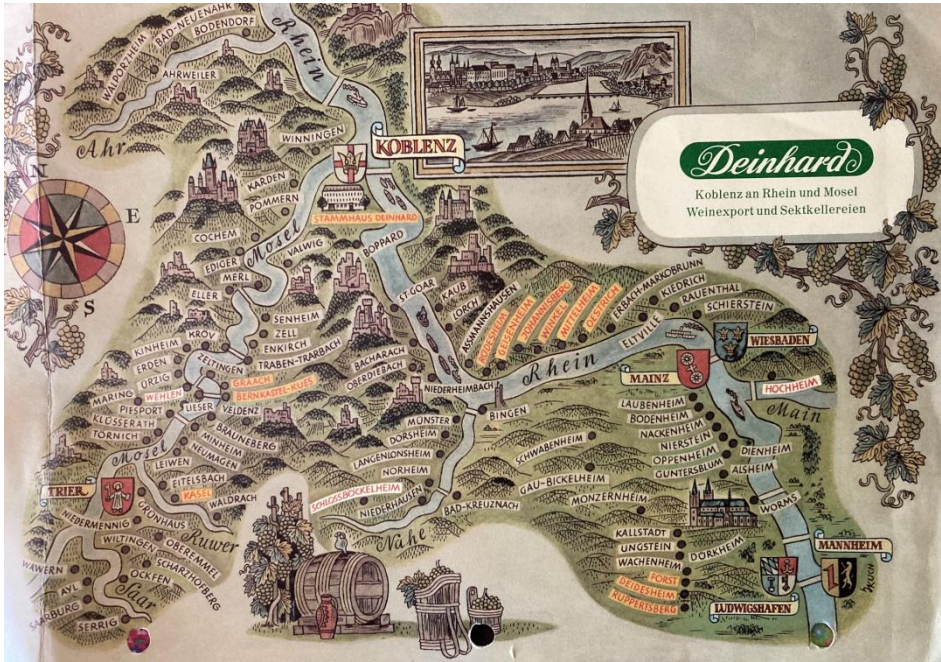 Rhein
BAD-NEUENAHR
BODENDORF
WALDORZHEIM
AHRWEILER
Ahr
WINNINGEN
KOBLENZ
Deinhard
Koblenz an Rhein und Mosel
Weinexport und Sektkellereien
E
S
KARDEN
POMMERN
STAMMHAUS DEINHARD
COCHEM
Mosel
VALWIG
BOPPARD
EDIGER
MERL
ELLER
ST·GOAR
KAUB
LORCH
ASSMANNSHAUSEN
RÜDESHEIM
GEISENHEIM
JOHANNISBERG
WINKEL
MITTELHEIM
OESTRICH
ERBACH-MARKOBRUNN
KIEDRICH
RAUENTHAL
SCHIERSTEIN
ELTVILLE
Rhein
WIESBADEN
SENHEIM
ZELL
ENKIRCH
TRABEN-TRARBACH
KRÖV
KINHEIM
ERDEN
ÜRZIG
ZELTINGEN
BACHARACH
OBERDIEBACH
NIEDERHEIMBACH
MAINZ
HOCHHEIM
Main
GRAACH
BERNKASTEL-KUES
MARING
WEHLEN
LIESER
PIESPORT
VELDENZ
KLÜSSERATH
BRAUNEBERG
TÖRNICH
MINHEIM
NEUMAGEN
Mosel
LEIWEN
BINGEN
MÜNSTER
DORSHEIM
LANGENLONSHEIM
NORHEIM
SCHLOSSBÖCKELHEIM
NIEDERHAUSEN
BAD-KREUZNACH
Nahe
SCHWABENHEIM
GAU-BICKELHEIM
MONZERNHEIM
LAUBENHEIM
BODENHEIM
NACKENHEIM
NIERSTEIN
OPPENHEIM
GUNTERSBLUM
DIENHEIM
ALSHEIM
WORMS
EITELSBACH
KASEL
WALDRACH
TRIER
GRÜNHAUS
NIEDERMENNIG
Ruwer
WILTINGEN
OBEREMMEL
SCHARZHOFBERG
WAWERN
OCKFEN
AYL
Saar
SAARBURG
SERRIG
KALLSTADT
UNGSTEIN
WACHENHEIM
DÜRKHEIM
FORST
DEIDESHEIM
RUPPERTSBERG
MANNHEIM
LUDWIGSHAFEN